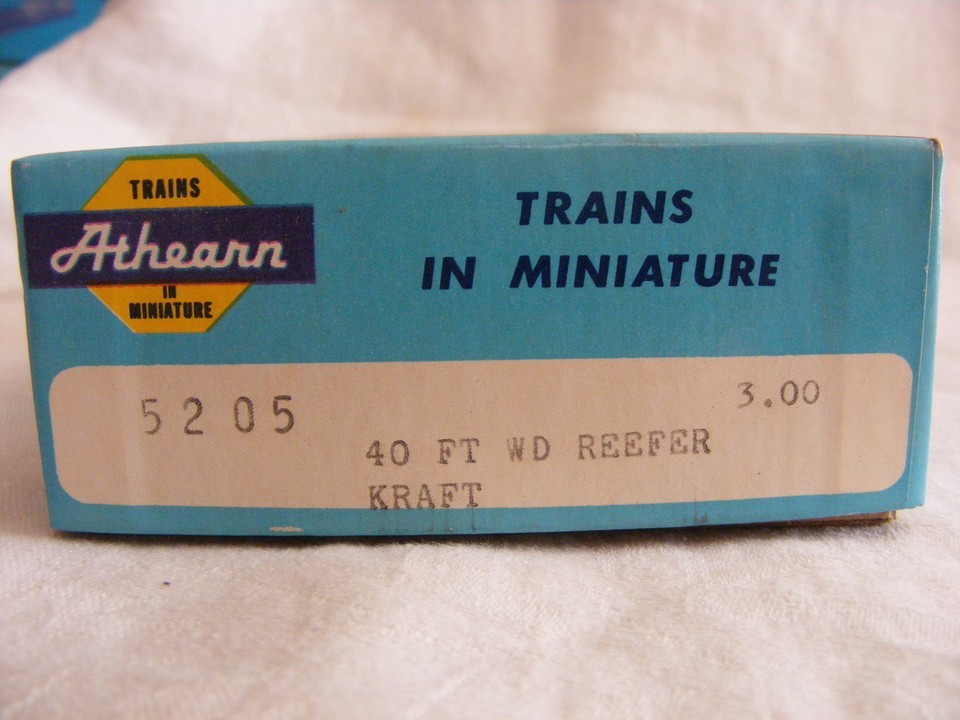 TRAINS
Athearn
IN
MINIATURE
TRAINS
IN MINIATURE
5205
3.00
40 FT WD REEFER
KRAFT